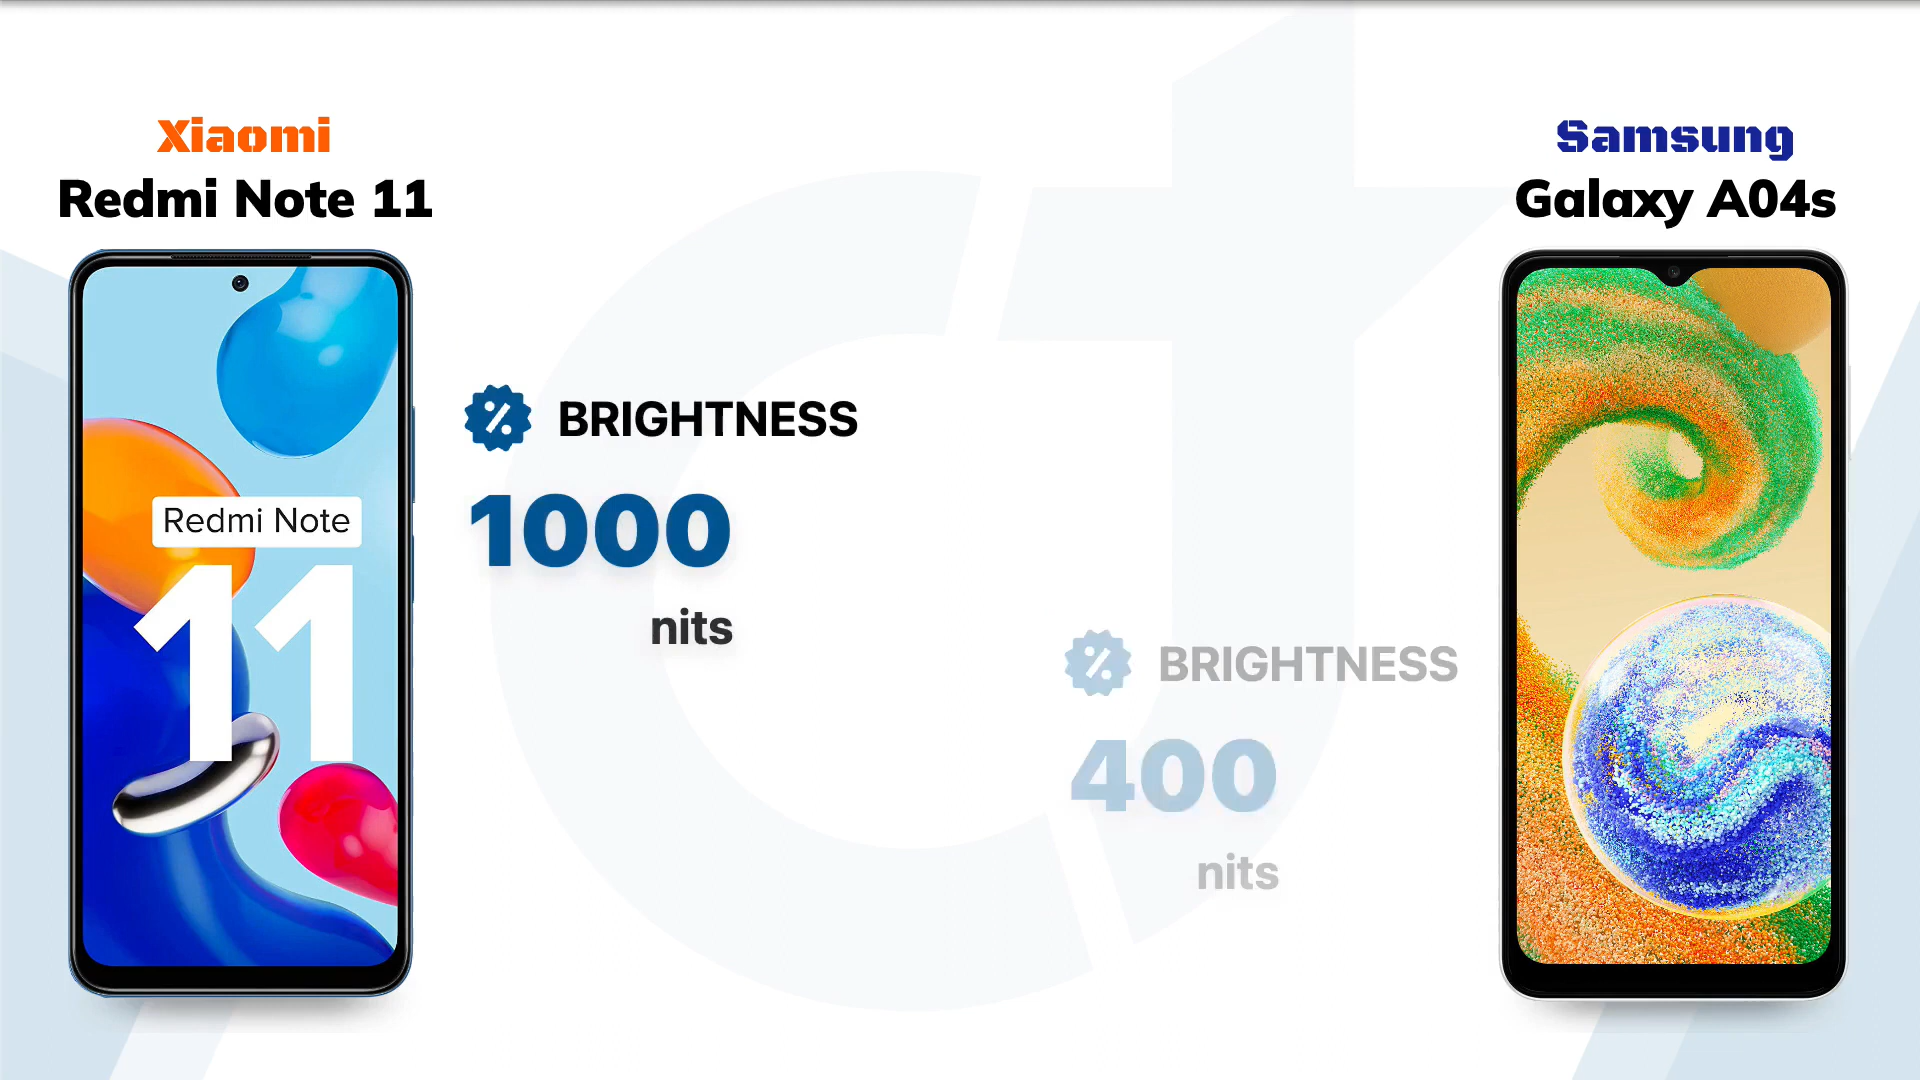 Xiaomi
Redmi Note 11
Redmi Note
11
BRIGHTNESS
1000
nits
Samsung
Galaxy A04s
BRIGHTNESS
400
nits